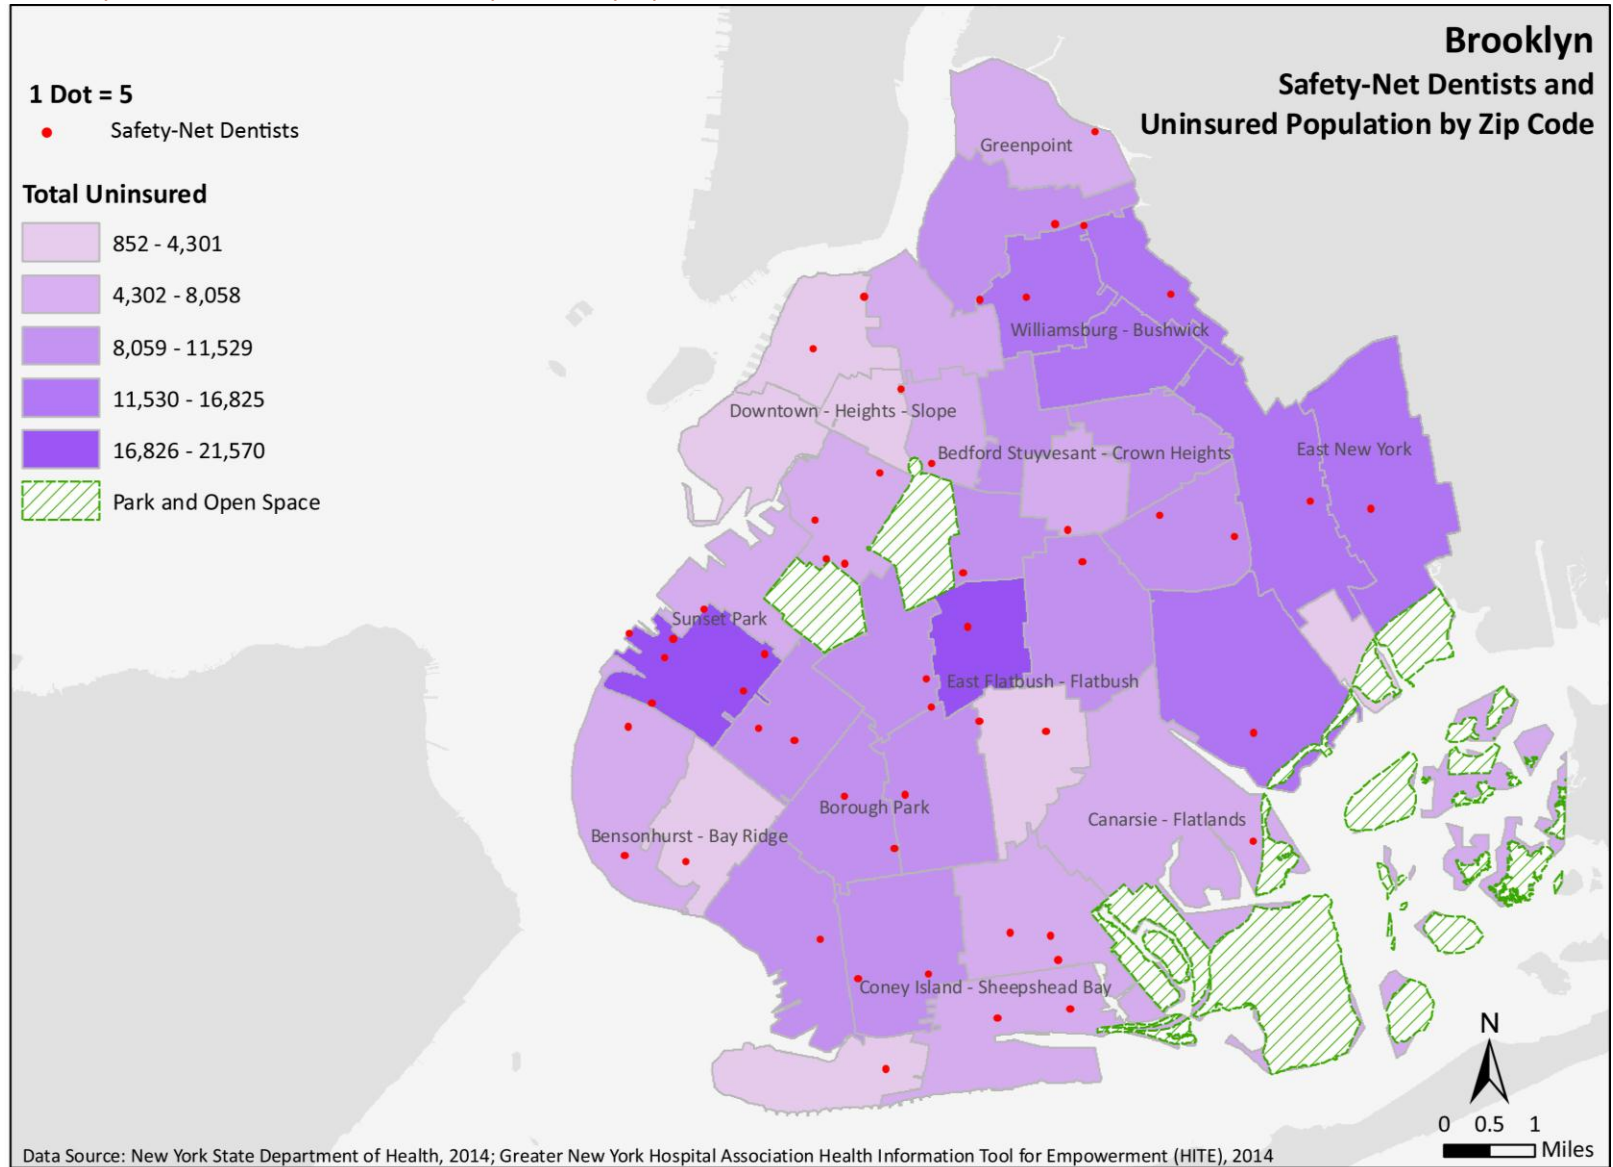 Brooklyn
Safety-Net Dentists and
Uninsured Population by Zip Code
1 Dot = 5
Safety-Net Dentists
Total Uninsured
852 - 4,301
4,302 - 8,058
8,059 - 11,529
11,530 - 16,825
16,826 - 21,570
Park and Open Space
Greenpoint
Williamsburg - Bushwick
Downtown - Heights - Slope
Bedford Stuyvesant - Crown Heights
East New York
Sunset Park
East Flatbush - Flatbush
Borough Park
Canarsie - Flatlands
Bensonhurst - Bay Ridge
Coney Island - Sheepshead Bay
N
0 0.5 1
Miles
Data Source: New York State Department of Health, 2014; Greater New York Hospital Association Health Information Tool for Empowerment (HITE), 2014